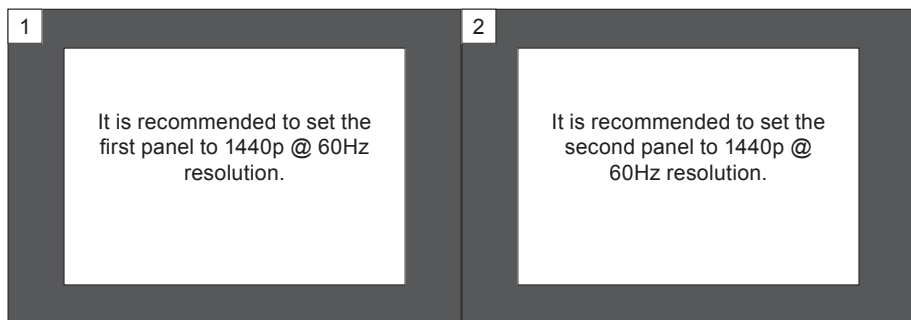 1
It is recommended to set the
first panel to 1440p @ 60Hz
resolution.
2
It is recommended to set the
second panel to 1440p @
60Hz resolution.